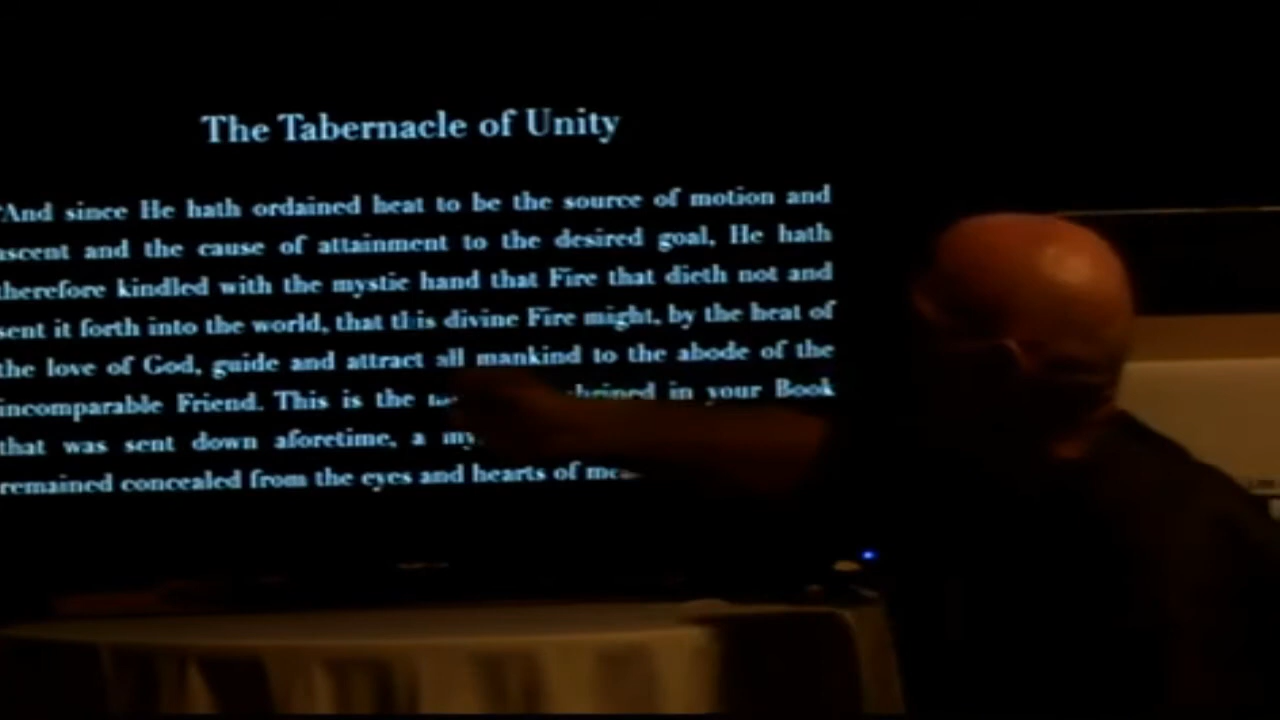 The Tabernacle of Unity
"And since He hath ordained heat to be the source of motion and
ascent and the cause of attainment to the desired goal, He hath
therefore kindled with the mystic hand that Fire that dieth not and
sent it forth into the world, that this divine Fire might, by the heat of
the love of God, guide and attract all mankind to the abode of the
incomparable Friend. This is the in your Book
that was sent down aforetime, a
remained concealed from the eyes and hearts of